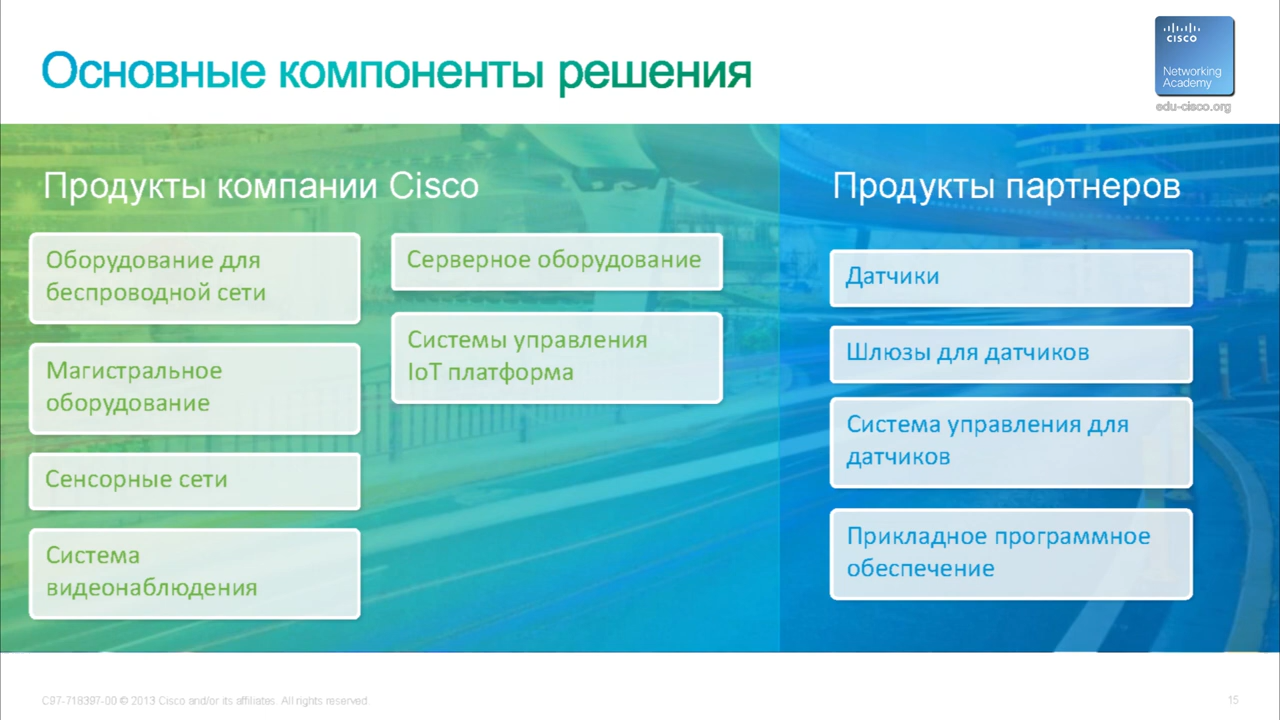 Основные компоненты решения
CISCO
Networking
Academy
edu-cisco.org
Продукты компании Cisco
Оборудование для
беспроводной сети
Магистральное
оборудование
Сенсорные сети
Система
видеонаблюдения
Серверное оборудование
Системы управления
IoT платформа
Продукты партнеров
Датчики
Шлюзы для датчиков
Система управления для
датчиков
Прикладное программное
обеспечение
C97-718397-00 © 2013 Cisco and/or its affiliates. All rights reserved.
15